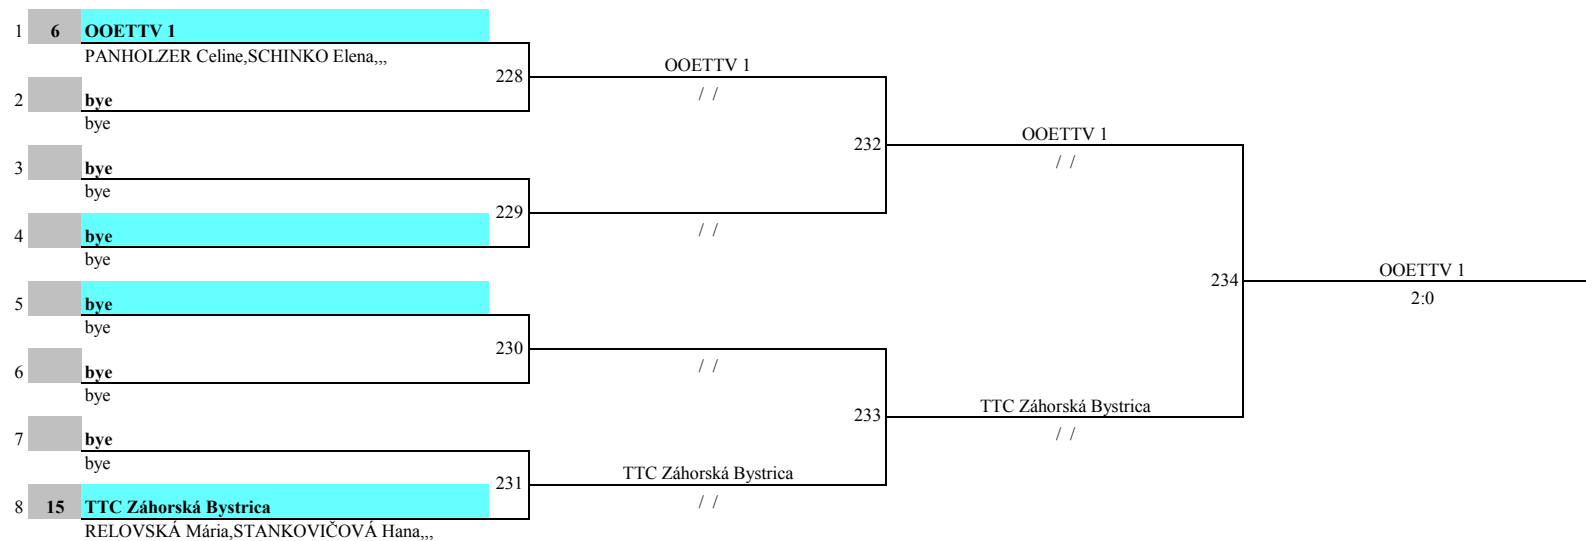 1 6 OOETTV 1
PANHOLZER Celine,SCHINKO Elena,,,
228 OOETTV 1
/ /
2 bye
bye
232 OOETTV 1
/ /
3 bye
bye
229
/ /
4 bye
bye
234 OOETTV 1
2:0
5 bye
bye
230
/ /
6 bye
bye
233 TTC Záhorská Bystrica
/ /
7 bye
bye
231 TTC Záhorská Bystrica
/ /
8 15 TTC Záhorská Bystrica
RELOVSKÁ Mária,STANKOVIČOVÁ Hana,,,